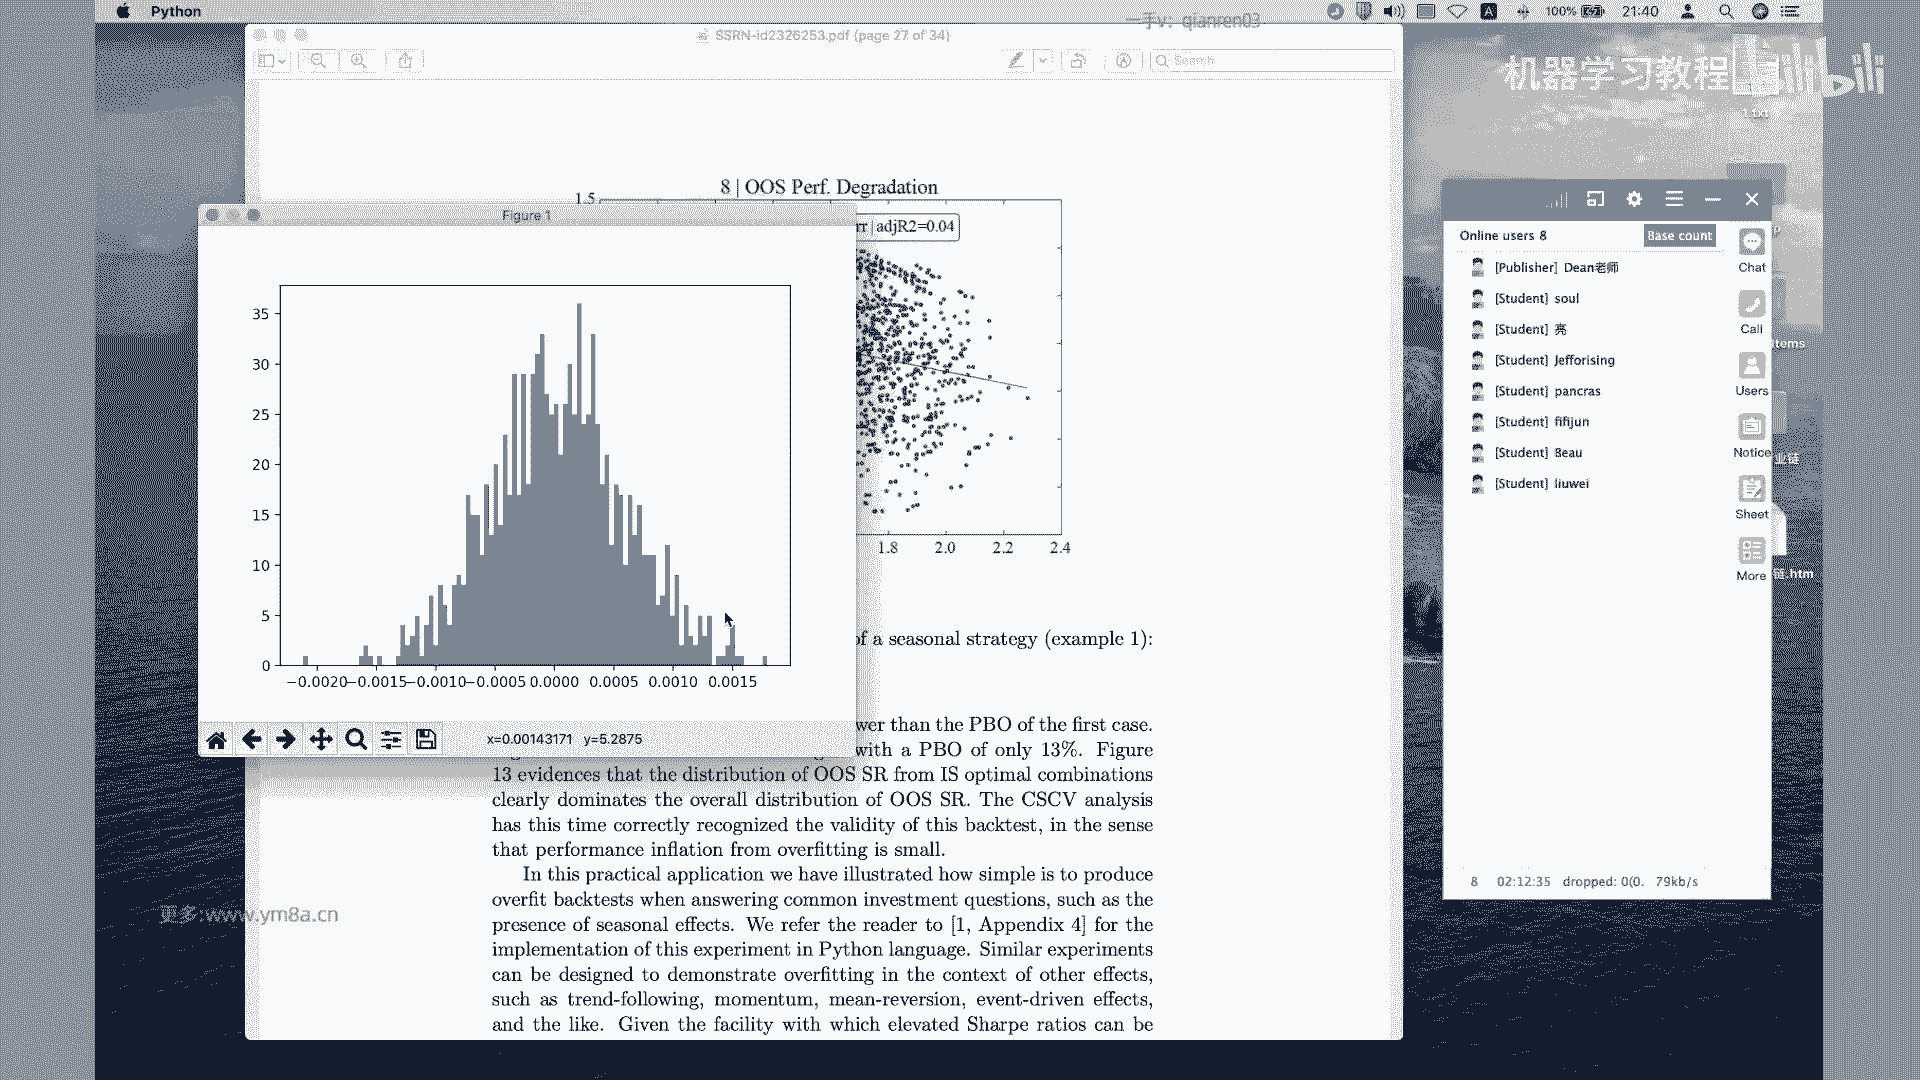 Python
一手v：qianren03
100%
21:40
SSRN-id2326253.pdf (page 27 of 34)
Search
机器学习教程
bilibili
1.txt
8 | OOS Perf. Degradation
1.5
Figure 1
rr|adjR2=0.04
35
30
25
20
15
10
5
0
−0.0020 −0.0015 −0.0010 −0.0005 0.0000 0.0005 0.0010 0.0015
x=0.00143171 y=5.2875
1.8 2.0 2.2 2.4
of a seasonal strategy (example 1):
wer than the PBO of the first case.
with a PBO of only 13%. Figure
13 evidences that the distribution of OOS SR from IS optimal combinations
clearly dominates the overall distribution of OOS SR. The CSCV analysis
has this time correctly recognized the validity of this backtest, in the sense
that performance inflation from overfitting is small.
In this practical application we have illustrated how simple is to produce
overfit backtests when answering common investment questions, such as the
presence of seasonal effects. We refer the reader to [1, Appendix 4] for the
implementation of this experiment in Python language. Similar experiments
can be designed to demonstrate overfitting in the context of other effects,
such as trend-following, momentum, mean-reversion, event-driven effects,
and the like. Given the facility with which elevated Sharpe ratios can be
更多:www.ym8a.cn
Online users 8
Base count
[Publisher] Dean老师
[Student] soul
[Student] 亮
[Student] Jefforising
[Student] pancras
[Student] fifijun
[Student] Beau
[Student] liuwei
Chat
Call
Users
Notice
Sheet
More
items
业链
链.htm
8 02:12:35 dropped: 0(0. 79kb/s